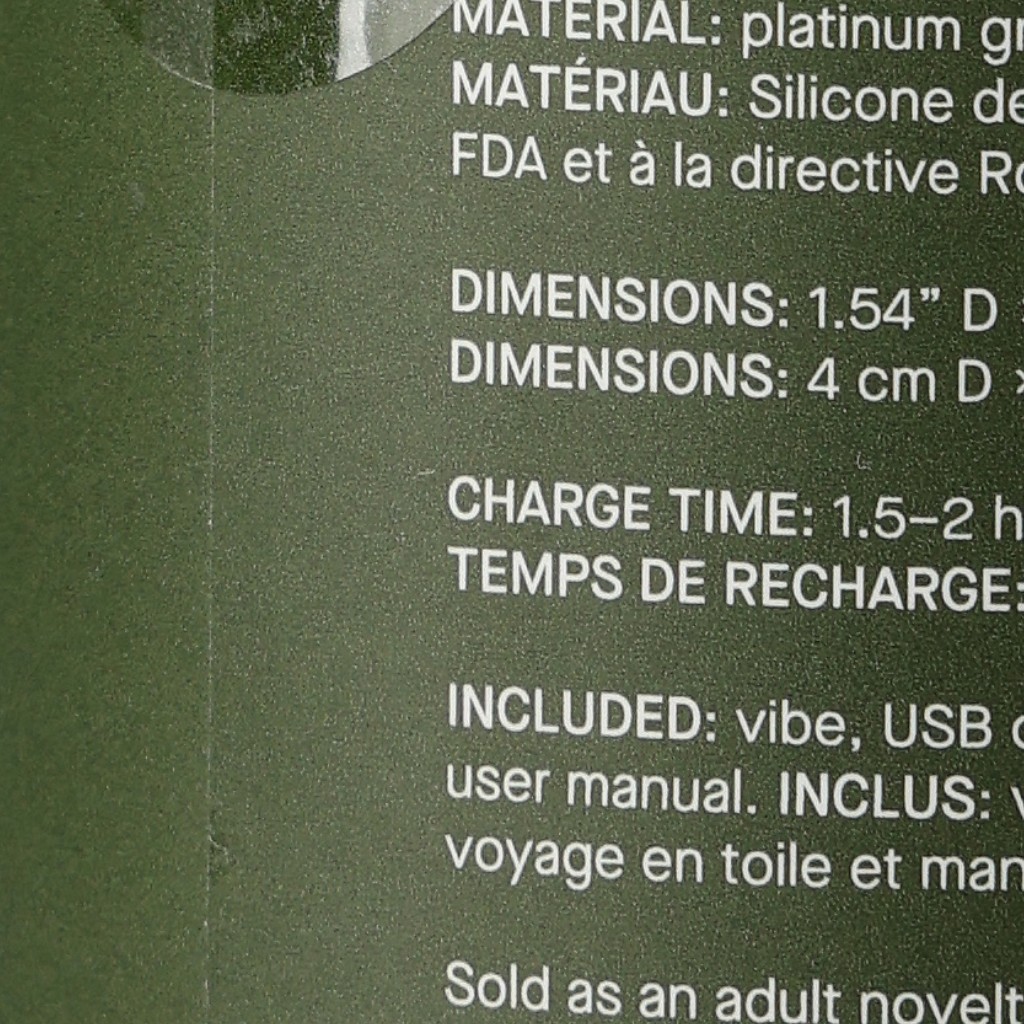 MATERIAL: platinum
MATÉRIAU: Silicone
FDA et à la directive
DIMENSIONS: 1.54” D
DIMENSIONS: 4 cm D
CHARGE TIME: 1.5–2
TEMPS DE RECHARGE:
INCLUDED: vibe, USB
user manual. INCLUS:
voyage en toile et
Sold as an adult